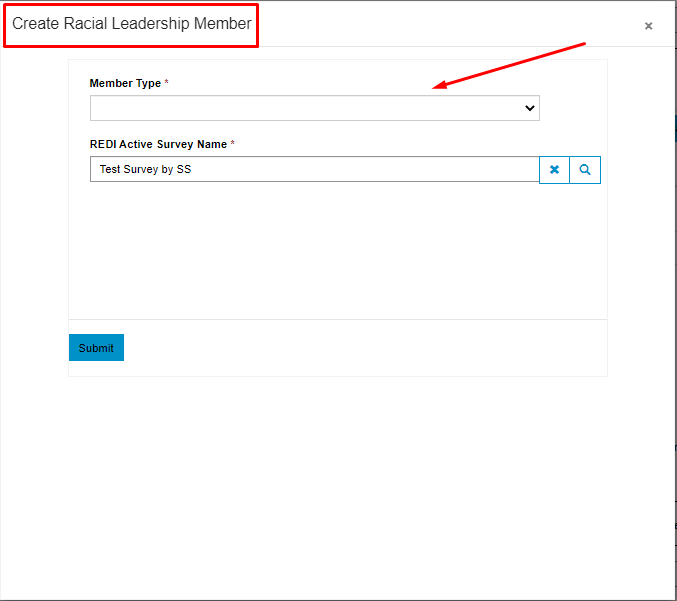 Create Racial Leadership Member
×
Member Type *
REDI Active Survey Name *
Test Survey by SS
Submit